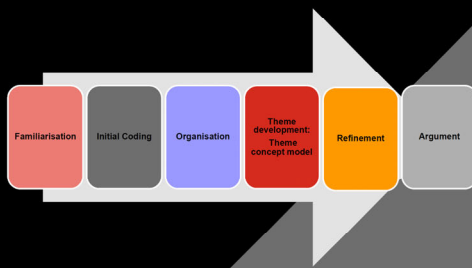 Familiarisation
Initial Coding
Organisation
Theme
development:
Theme
concept model
Refinement
Argument